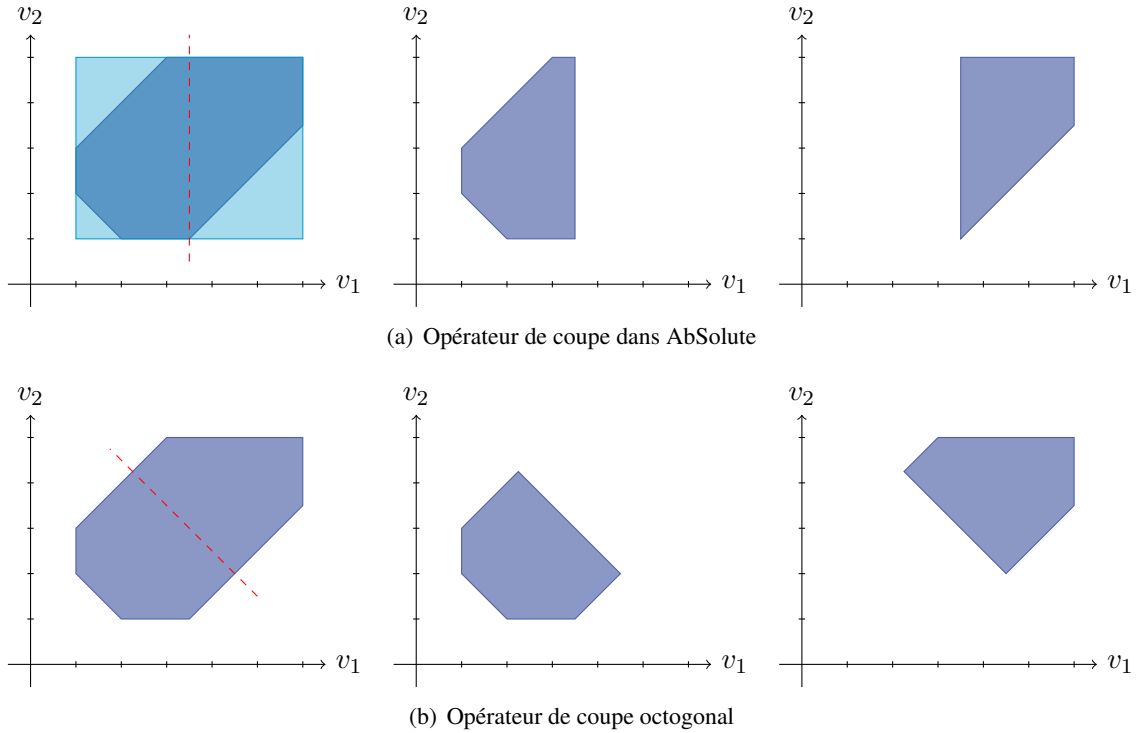 v2 v2 v2
v1 v1 v1
(a) Opérateur de coupe dans AbSolute
v2 v2 v2
v1 v1 v1
(b) Opérateur de coupe octogonal